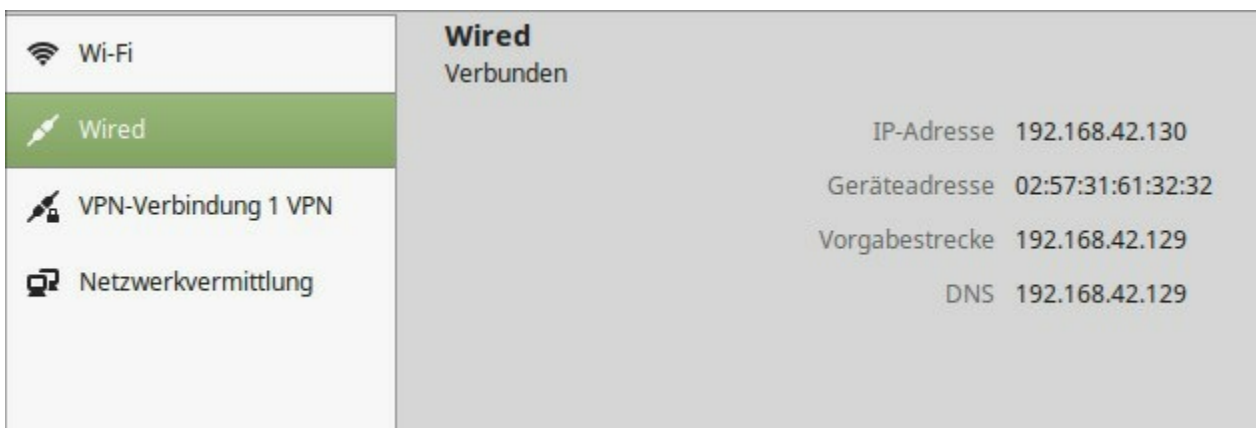 Wi-Fi
Wired
VPN-Verbindung 1 VPN
Netzwerkvermittlung
Wired
Verbunden
IP-Adresse 192.168.42.130
Geräteadresse 02:57:31:61:32:32
Vorgabestrecke 192.168.42.129
DNS 192.168.42.129